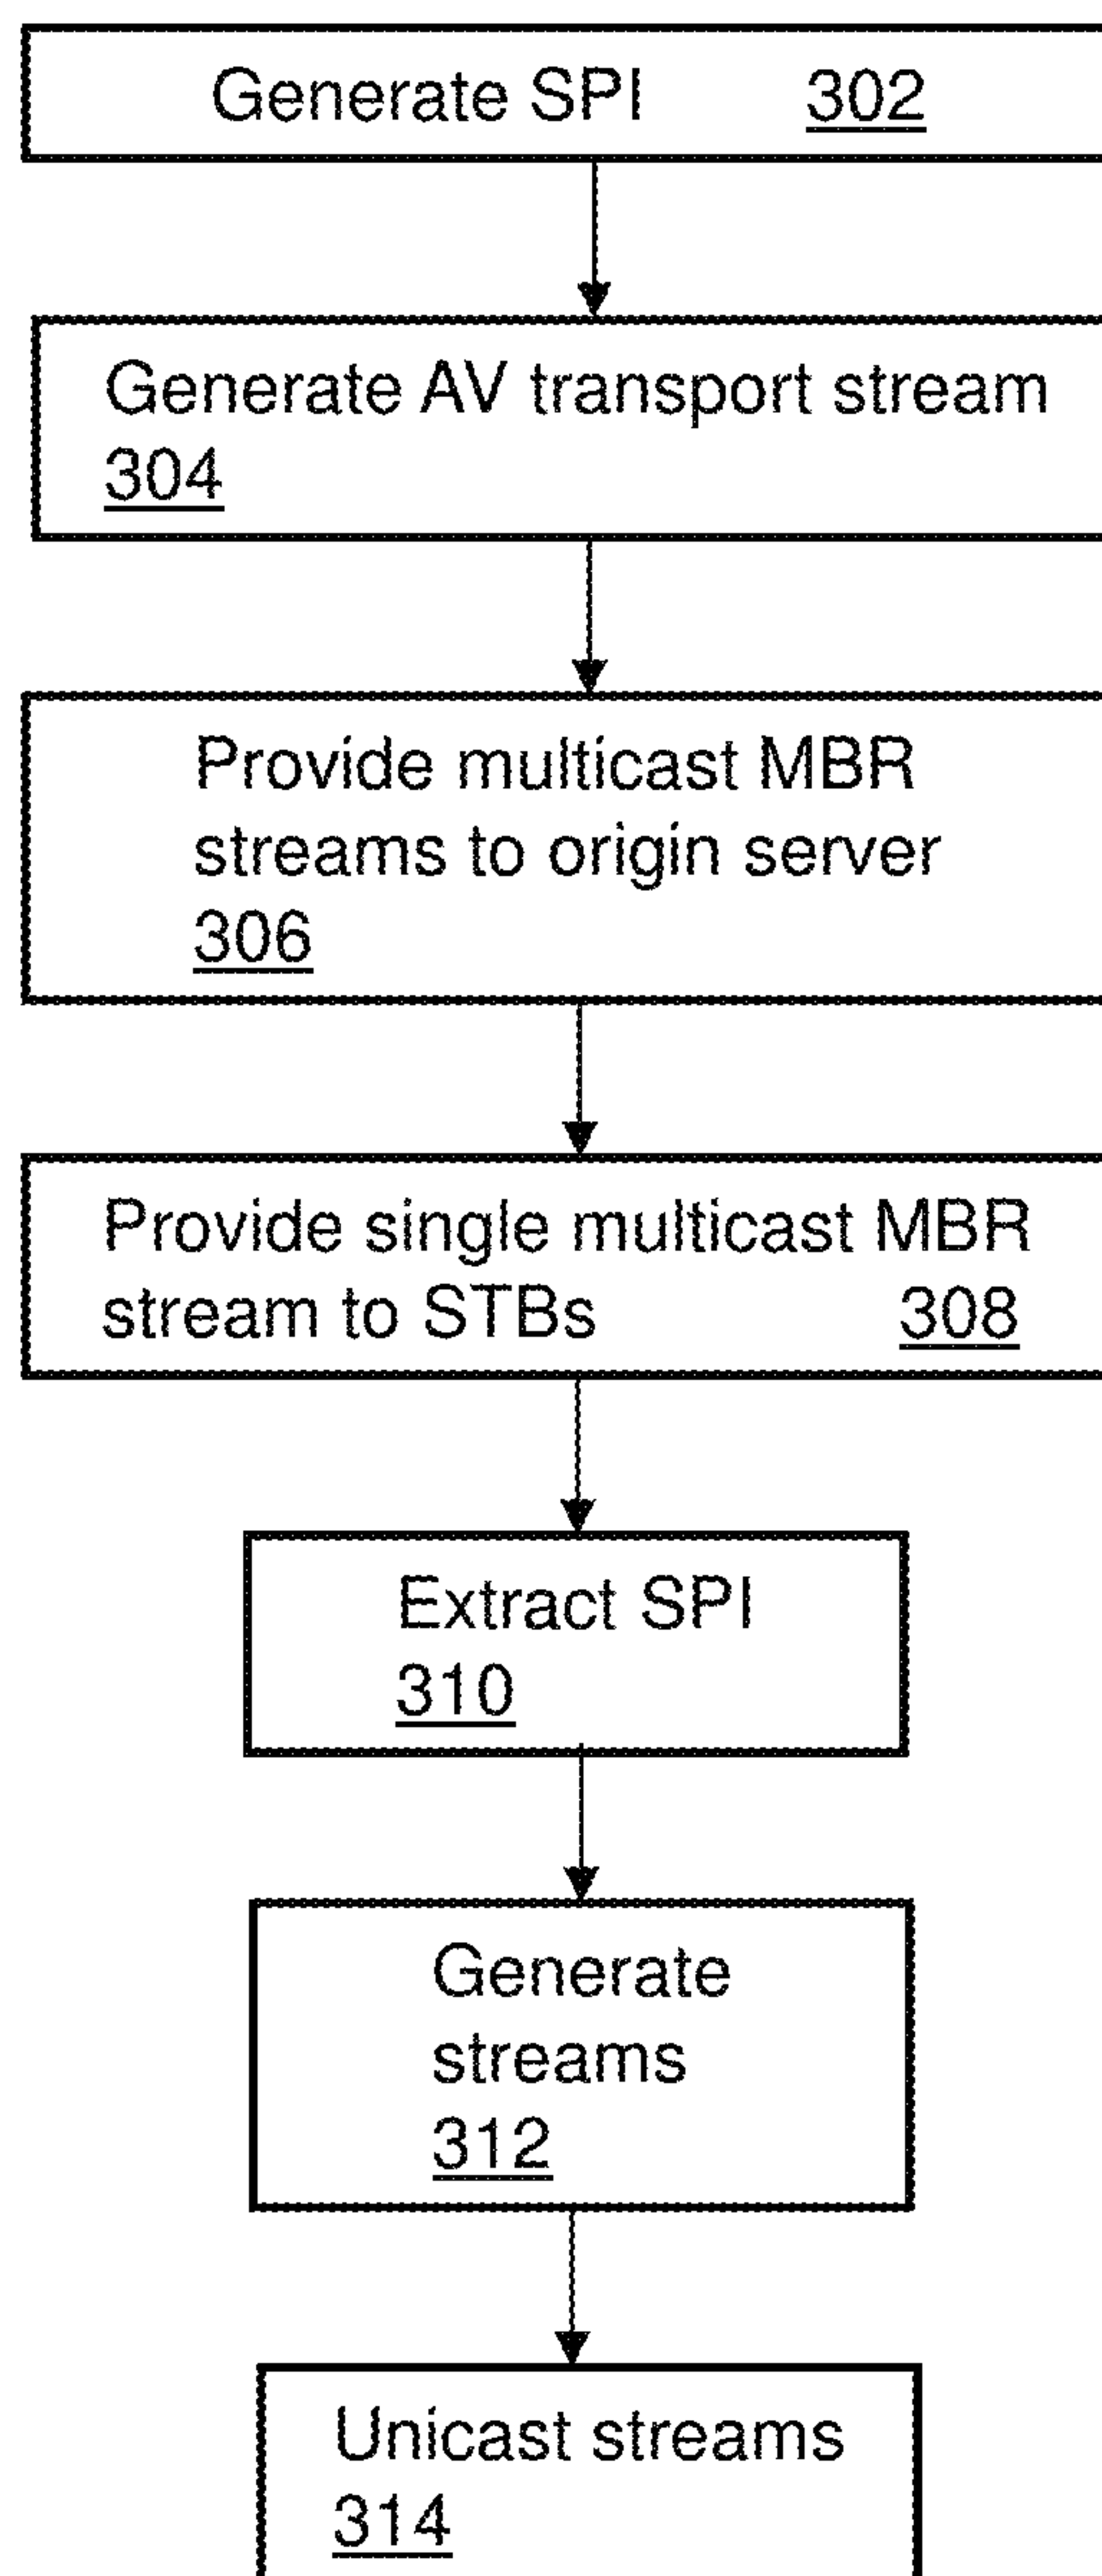 Generate SPI 302
Generate AV transport stream
304
Provide multicast MBR
streams to origin server
306
Provide single multicast MBR
stream to STBs 308
Extract SPI
310
Generate
streams
312
Unicast streams
314